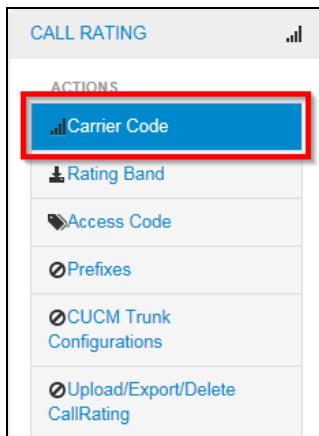 CALL RATING
ACTIONS
Carrier Code
Rating Band
Access Code
Prefixes
CUCM Trunk
Configurations
Upload/Export/Delete
CallRating